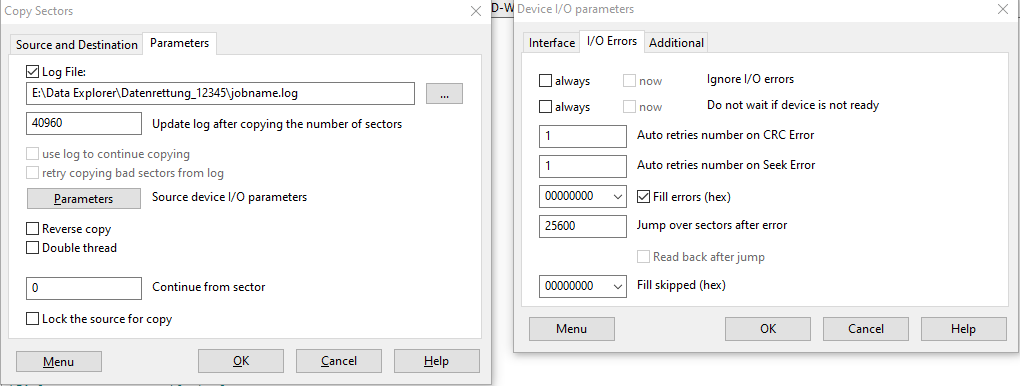 Copy Sectors
Source and Destination
Parameters
Log File:
E:\Data Explorer\Datenrettung_12345\jobname.log
...
40960
Update log after copying the number of sectors
use log to continue copying
retry copying bad sectors from log
Parameters
Source device I/O parameters
Reverse copy
Double thread
0
Continue from sector
Lock the source for copy
Menu
OK
Cancel
Help
D-W
Device I/O parameters
Interface
I/O Errors
Additional
always
now
Ignore I/O errors
always
now
Do not wait if device is not ready
1
Auto retries number on CRC Error
1
Auto retries number on Seek Error
00000000
Fill errors (hex)
25600
Jump over sectors after error
Read back after jump
00000000
Fill skipped (hex)
Menu
OK
Cancel
Help